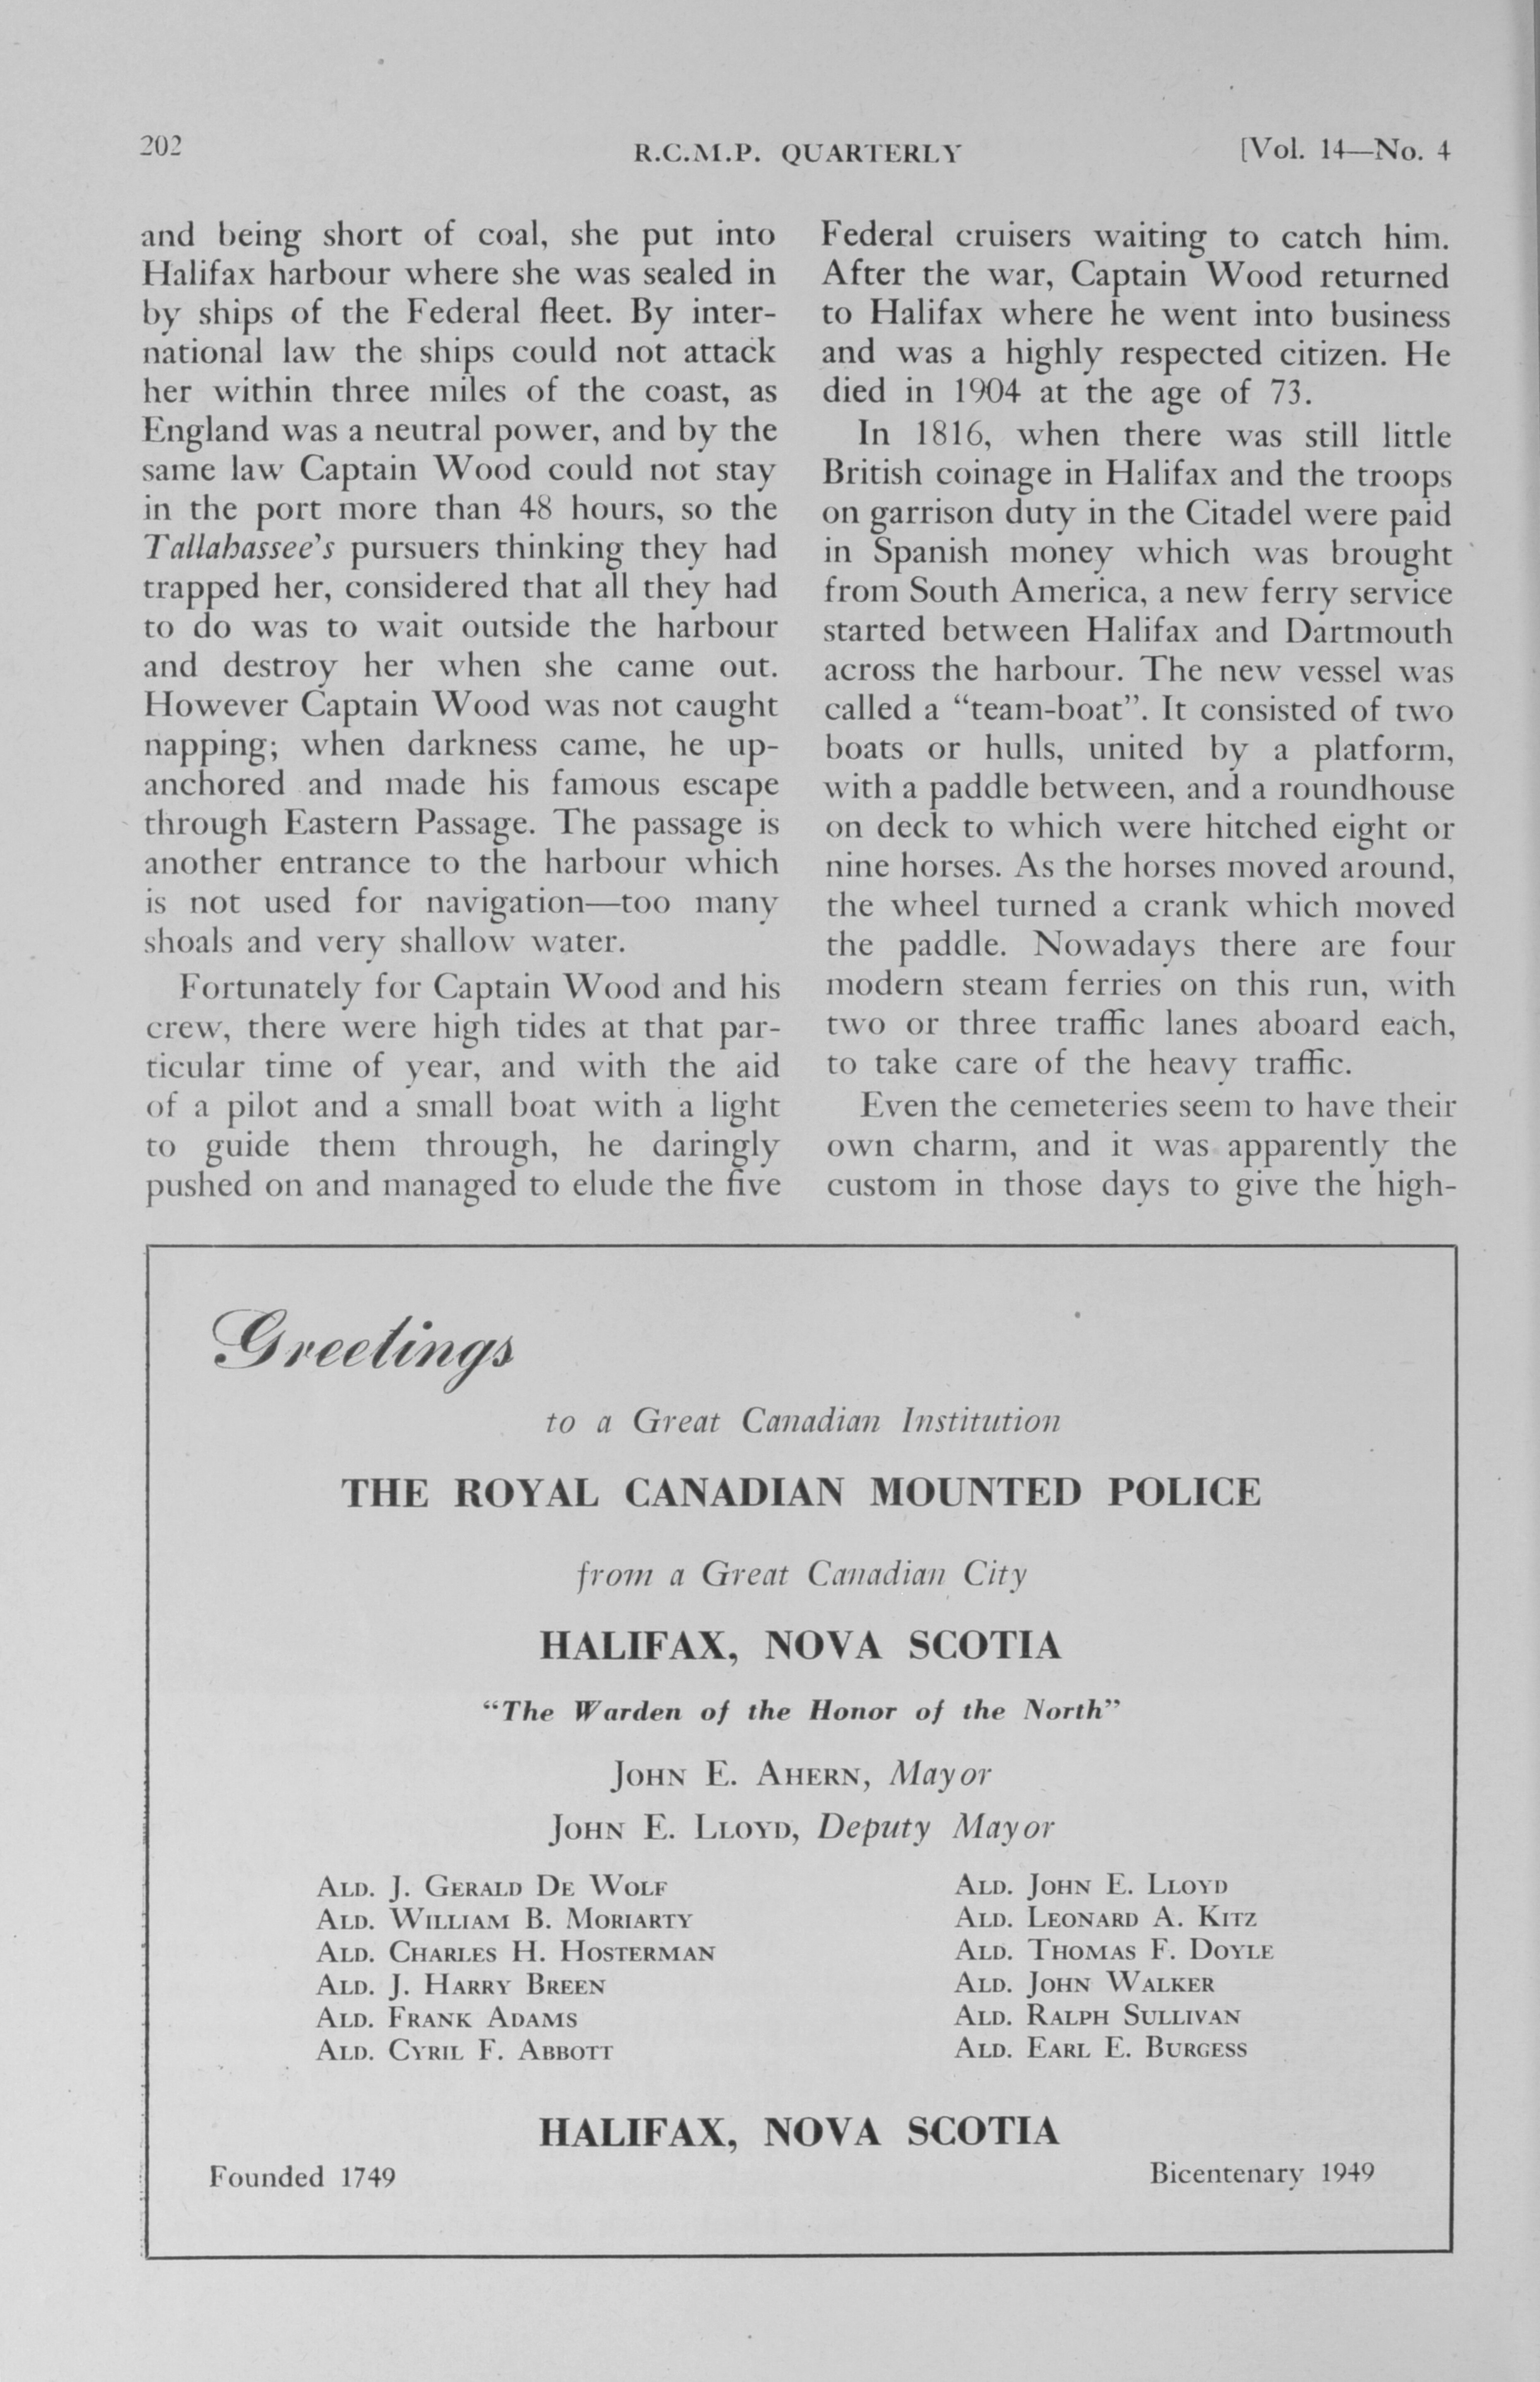 202
R.C.M.P. QUARTERLY
[Vol. 14—No. 4
and being short of coal, she put into
Halifax harbour where she was sealed in
by ships of the Federal fleet. By inter-
national law the ships could not attack
her within three miles of the coast, as
England was a neutral power, and by the
same law Captain Wood could not stay
in the port more than 48 hours, so the
Tallahassee's pursuers thinking they had
trapped her, considered that all they had
to do was to wait outside the harbour
and destroy her when she came out.
However Captain Wood was not caught
napping; when darkness came, he up-
anchored and made his famous escape
through Eastern Passage. The passage is
another entrance to the harbour which
is not used for navigation—too many
shoals and very shallow water.
Fortunately for Captain Wood and his
crew, there were high tides at that par-
ticular time of year, and with the aid
of a pilot and a small boat with a light
to guide them through, he daringly
pushed on and managed to elude the five
Federal cruisers waiting to catch him.
After the war, Captain Wood returned
to Halifax where he went into business
and was a highly respected citizen. He
died in 1904 at the age of 73.
In 1816, when there was still little
British coinage in Halifax and the troops
on garrison duty in the Citadel were paid
in Spanish money which was brought
from South America, a new ferry service
started between Halifax and Dartmouth
across the harbour. The new vessel was
called a “team-boat”. It consisted of two
boats or hulls, united by a platform,
with a paddle between, and a roundhouse
on deck to which were hitched eight or
nine horses. As the horses moved around,
the wheel turned a crank which moved
the paddle. Nowadays there are four
modern steam ferries on this run, with
two or three traffic lanes aboard each,
to take care of the heavy traffic.
Even the cemeteries seem to have their
own charm, and it was apparently the
custom in those days to give the high-
Greetings
to a Great Canadian Institution
THE ROYAL CANADIAN MOUNTED POLICE
from a Great Canadian City
HALIFAX, NOVA SCOTIA
“The Warden of the Honor of the North”
JOHN E. AHERN, Mayor
JOHN E. LLOYD, Deputy Mayor
ALD. J. GERALD DE WOLF
ALD. WILLIAM B. MORIARTY
ALD. CHARLES H. HOSTERMAN
ALD. J. HARRY BREEN
ALD. FRANK ADAMS
ALD. CYRIL F. ABBOTT
ALD. JOHN E. LLOYD
ALD. LEONARD A. KITZ
ALD. THOMAS F. DOYLE
ALD. JOHN WALKER
ALD. RALPH SULLIVAN
ALD. EARL E. BURGESS
HALIFAX, NOVA SCOTIA
Founded 1749
Bicentenary 1949